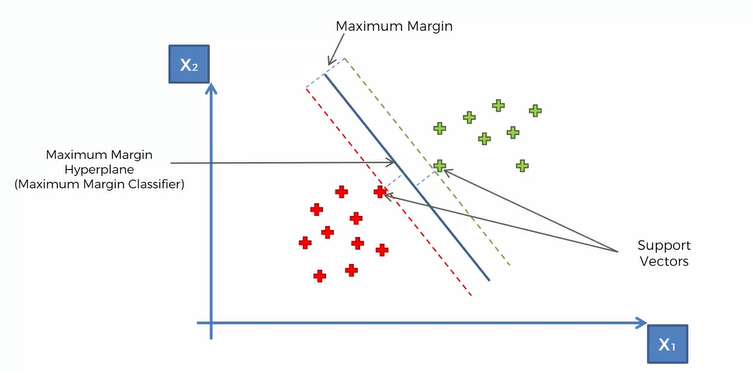 Maximum Margin
X₂
Maximum Margin
Hyperplane
(Maximum Margin Classifier)
Support
Vectors
X₁